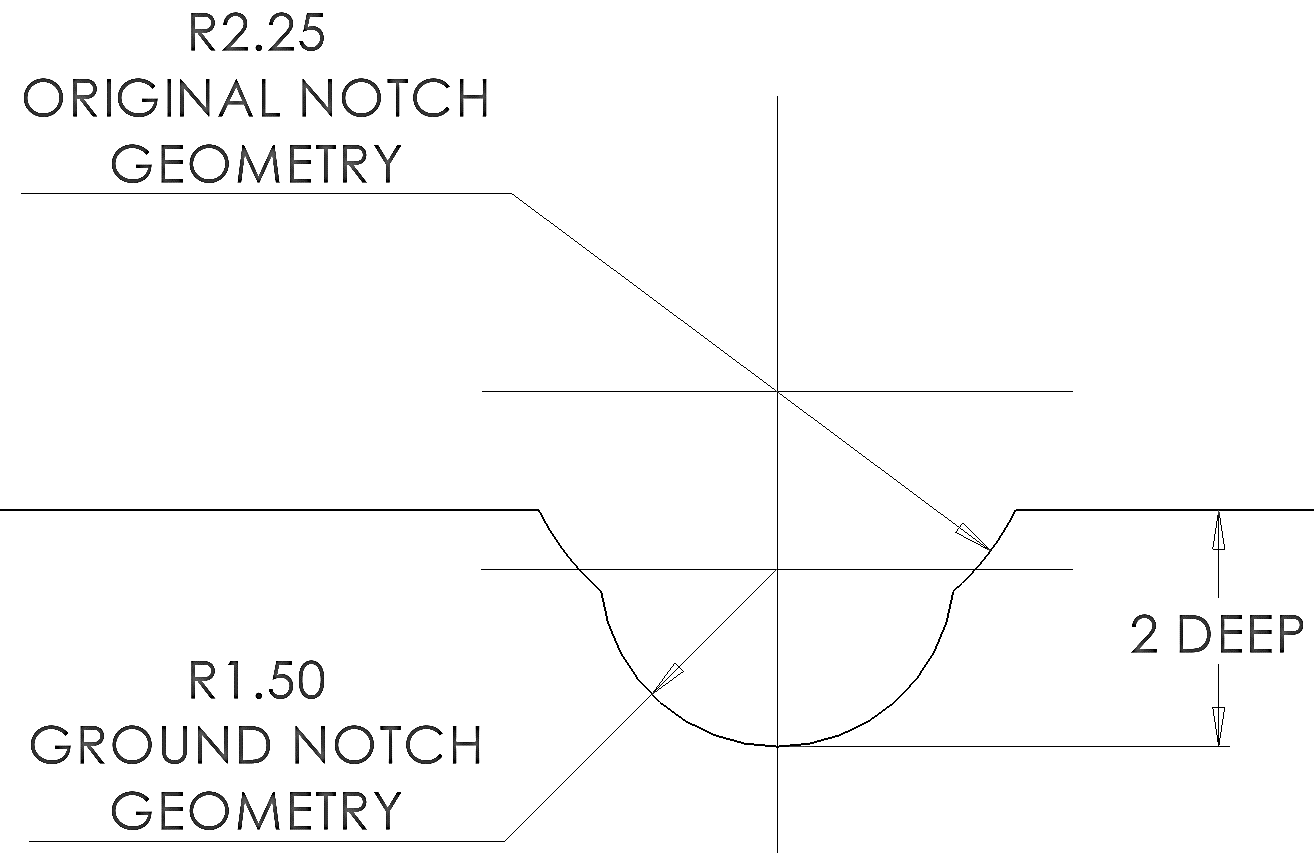 R2.25
ORIGINAL NOTCH
GEOMETRY
2 DEEP
R1.50
GROUND NOTCH
GEOMETRY